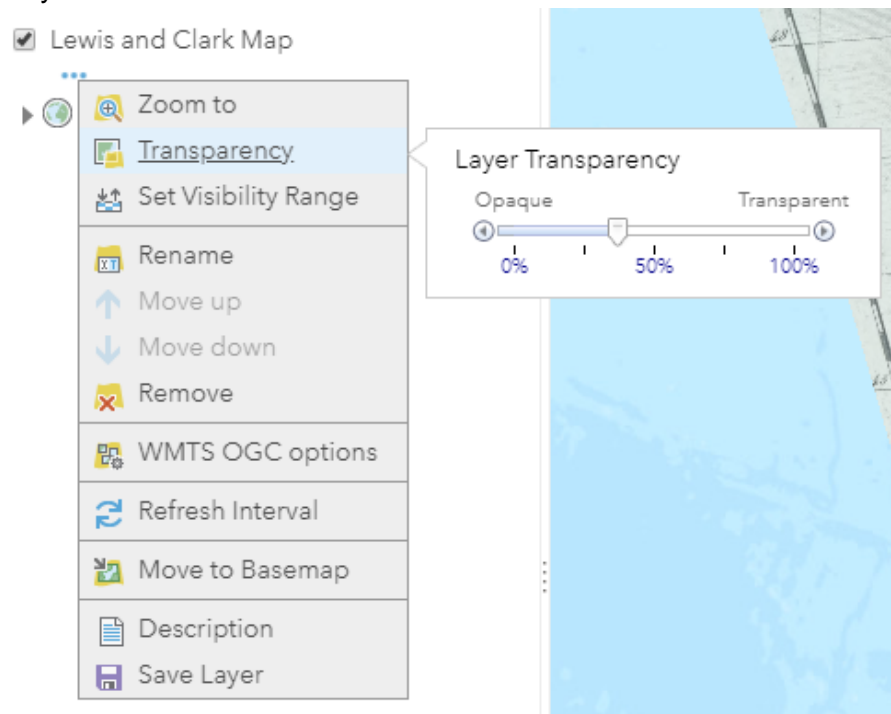 Lewis and Clark Map
Zoom to
Transparency
Set Visibility Range
Rename
Move up
Move down
Remove
WMTS OGC options
Refresh Interval
Move to Basemap
Description
Save Layer
Layer Transparency
Opaque Transparent
0% 50% 100%
48